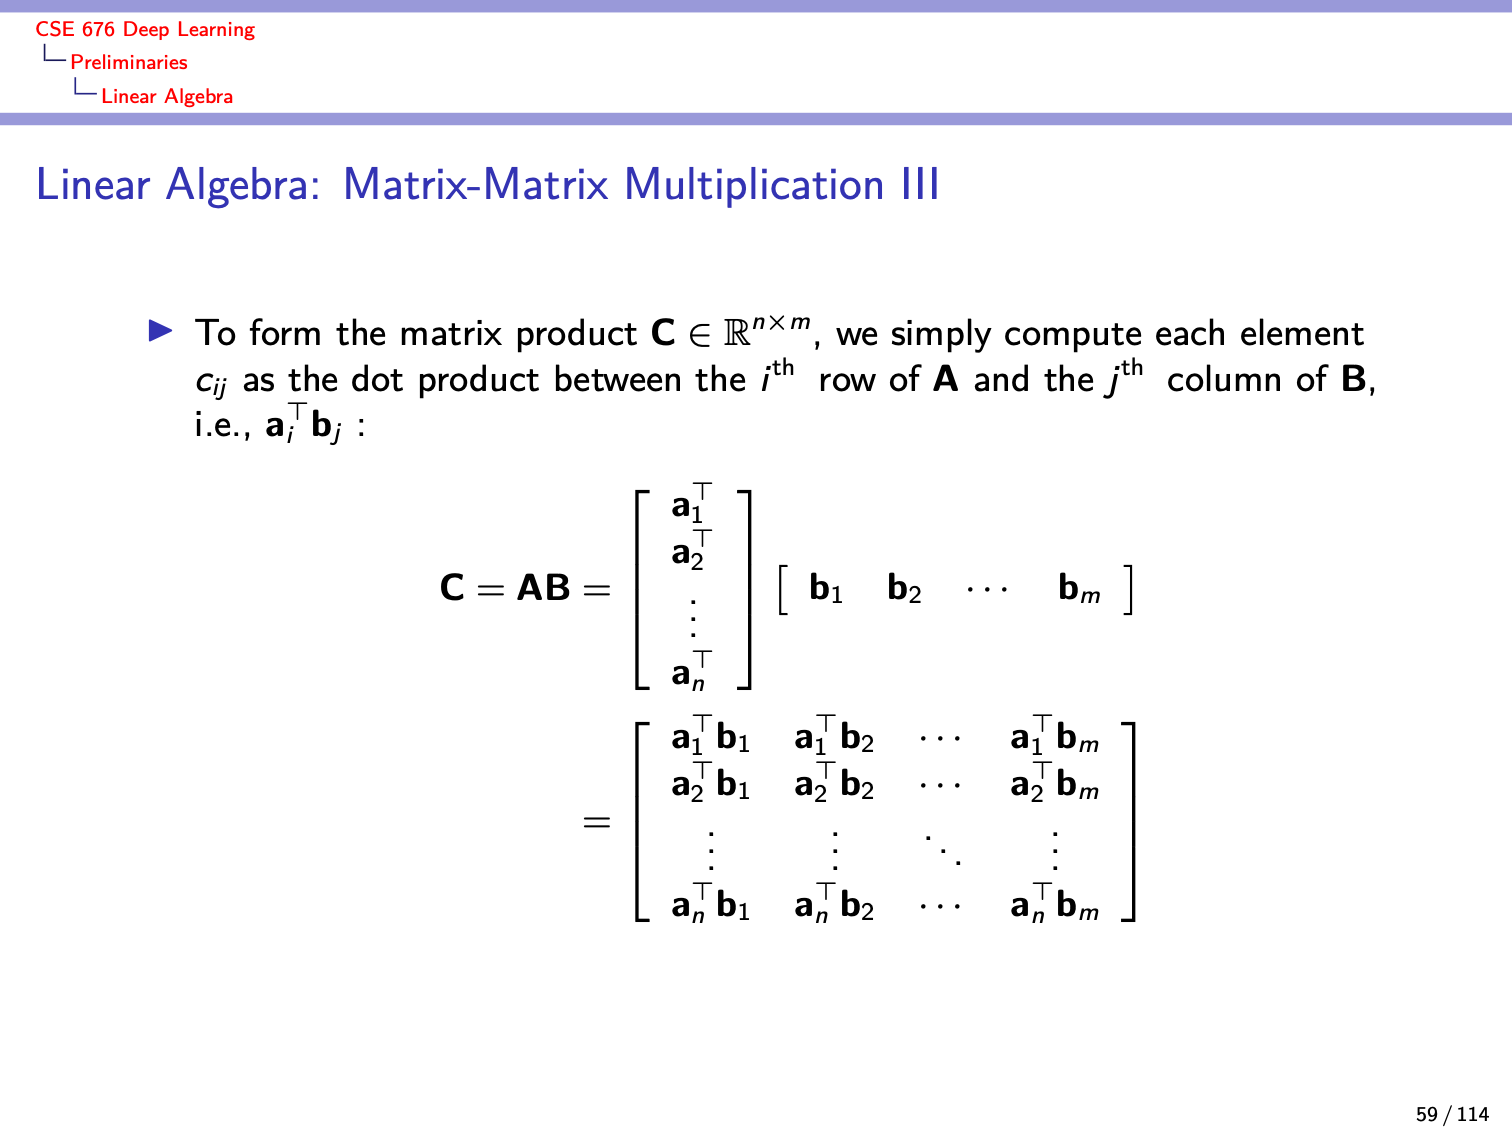 CSE 676 Deep Learning
Preliminaries
Linear Algebra
Linear Algebra: Matrix-Matrix Multiplication III
▶ To form the matrix product $\mathbf{C} \in \mathbb{R}^{n \times m}$, we simply compute each element
$c_{ij}$ as the dot product between the $i^{\text{th}}$ row of $\mathbf{A}$ and the $j^{\text{th}}$ column of $\mathbf{B}$,
i.e., $\mathbf{a}_i^\top \mathbf{b}_j$ :
$\mathbf{C} = \mathbf{AB} = \begin{bmatrix} \mathbf{a}_1^\top \\ \mathbf{a}_2^\top \\ \vdots \\ \mathbf{a}_n^\top \end{bmatrix} \begin{bmatrix} \mathbf{b}_1 & \mathbf{b}_2 & \cdots & \mathbf{b}_m \end{bmatrix}$
$= \begin{bmatrix} \mathbf{a}_1^\top \mathbf{b}_1 & \mathbf{a}_1^\top \mathbf{b}_2 & \cdots & \mathbf{a}_1^\top \mathbf{b}_m \\ \mathbf{a}_2^\top \mathbf{b}_1 & \mathbf{a}_2^\top \mathbf{b}_2 & \cdots & \mathbf{a}_2^\top \mathbf{b}_m \\ \vdots & \vdots & \ddots & \vdots \\ \mathbf{a}_n^\top \mathbf{b}_1 & \mathbf{a}_n^\top \mathbf{b}_2 & \cdots & \mathbf{a}_n^\top \mathbf{b}_m \end{bmatrix}$
59 / 114